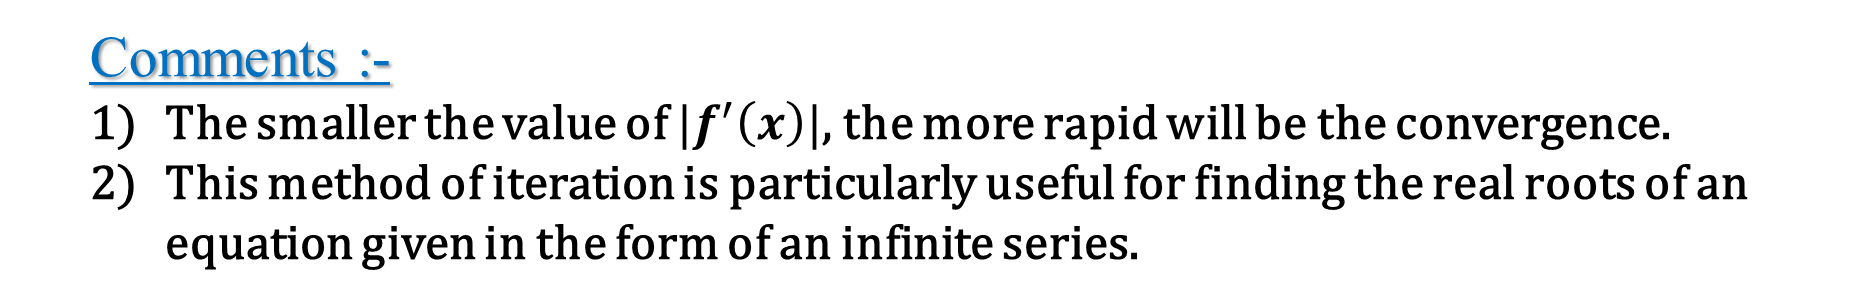 Comments :-
1) The smaller the value of |f′(x)|, the more rapid will be the convergence.
2) This method of iteration is particularly useful for finding the real roots of an
equation given in the form of an infinite series.